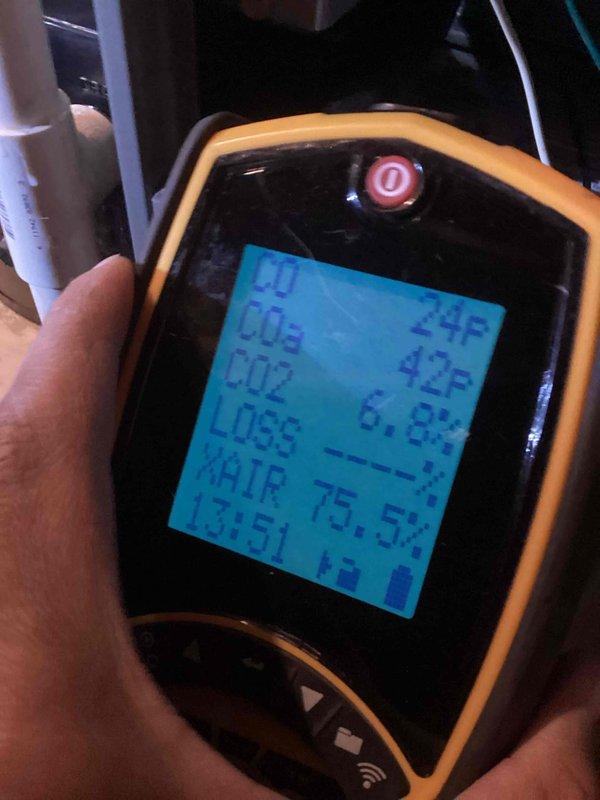 CO 24p
COa 42p
CO2 6.8%
LOSS ----%
XAIR 75.5%
13:51